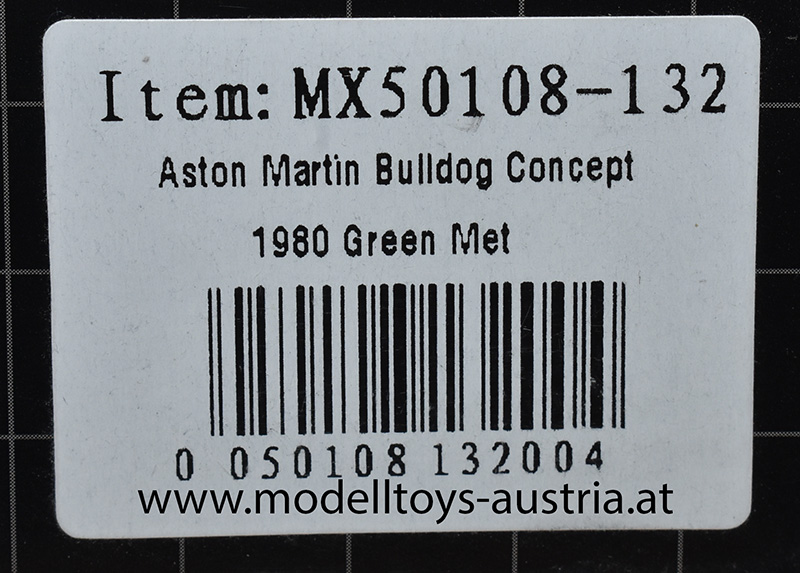 Item: MX50108-132
Aston Martin Bulldog Concept
1980 Green Met
0 050108 132004
www.modelltoys-austria.at